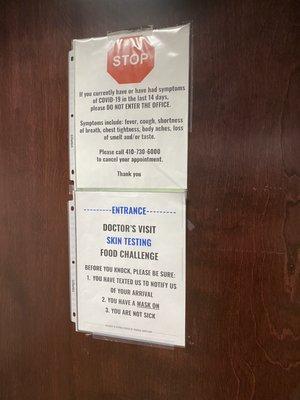 STOP
If you currently have or have had symptoms
of COVID-19 in the last 14 days,
please DO NOT ENTER THE OFFICE.
Symptoms include: fever, cough, shortness
of breath, chest tightness, body aches, loss
of smell and/or taste.
Please call 410-730-6000
to cancel your appointment.
Thank you
--------ENTRANCE--------
DOCTOR'S VISIT
SKIN TESTING
FOOD CHALLENGE
BEFORE YOU KNOCK, PLEASE BE SURE:
1. YOU HAVE TEXTED US TO NOTIFY US
OF YOUR ARRIVAL
2. YOU HAVE A MASK ON
3. YOU ARE NOT SICK